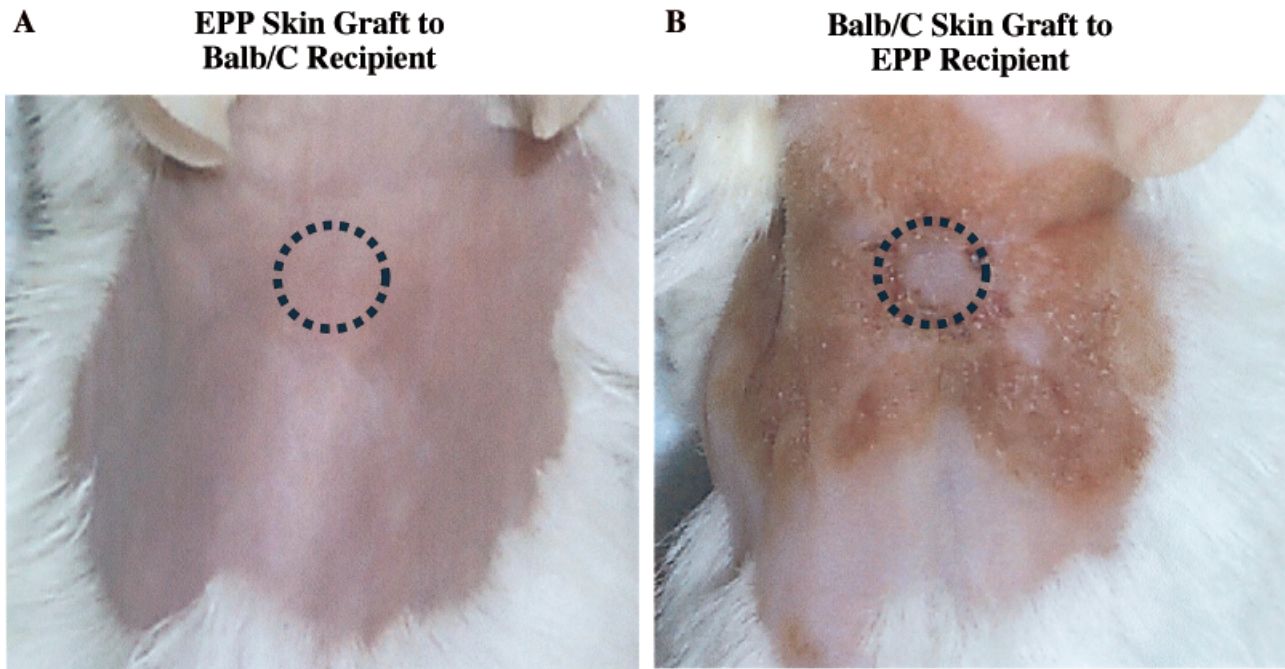 A
EPP Skin Graft to
Balb/C Recipient
B
Balb/C Skin Graft to
EPP Recipient